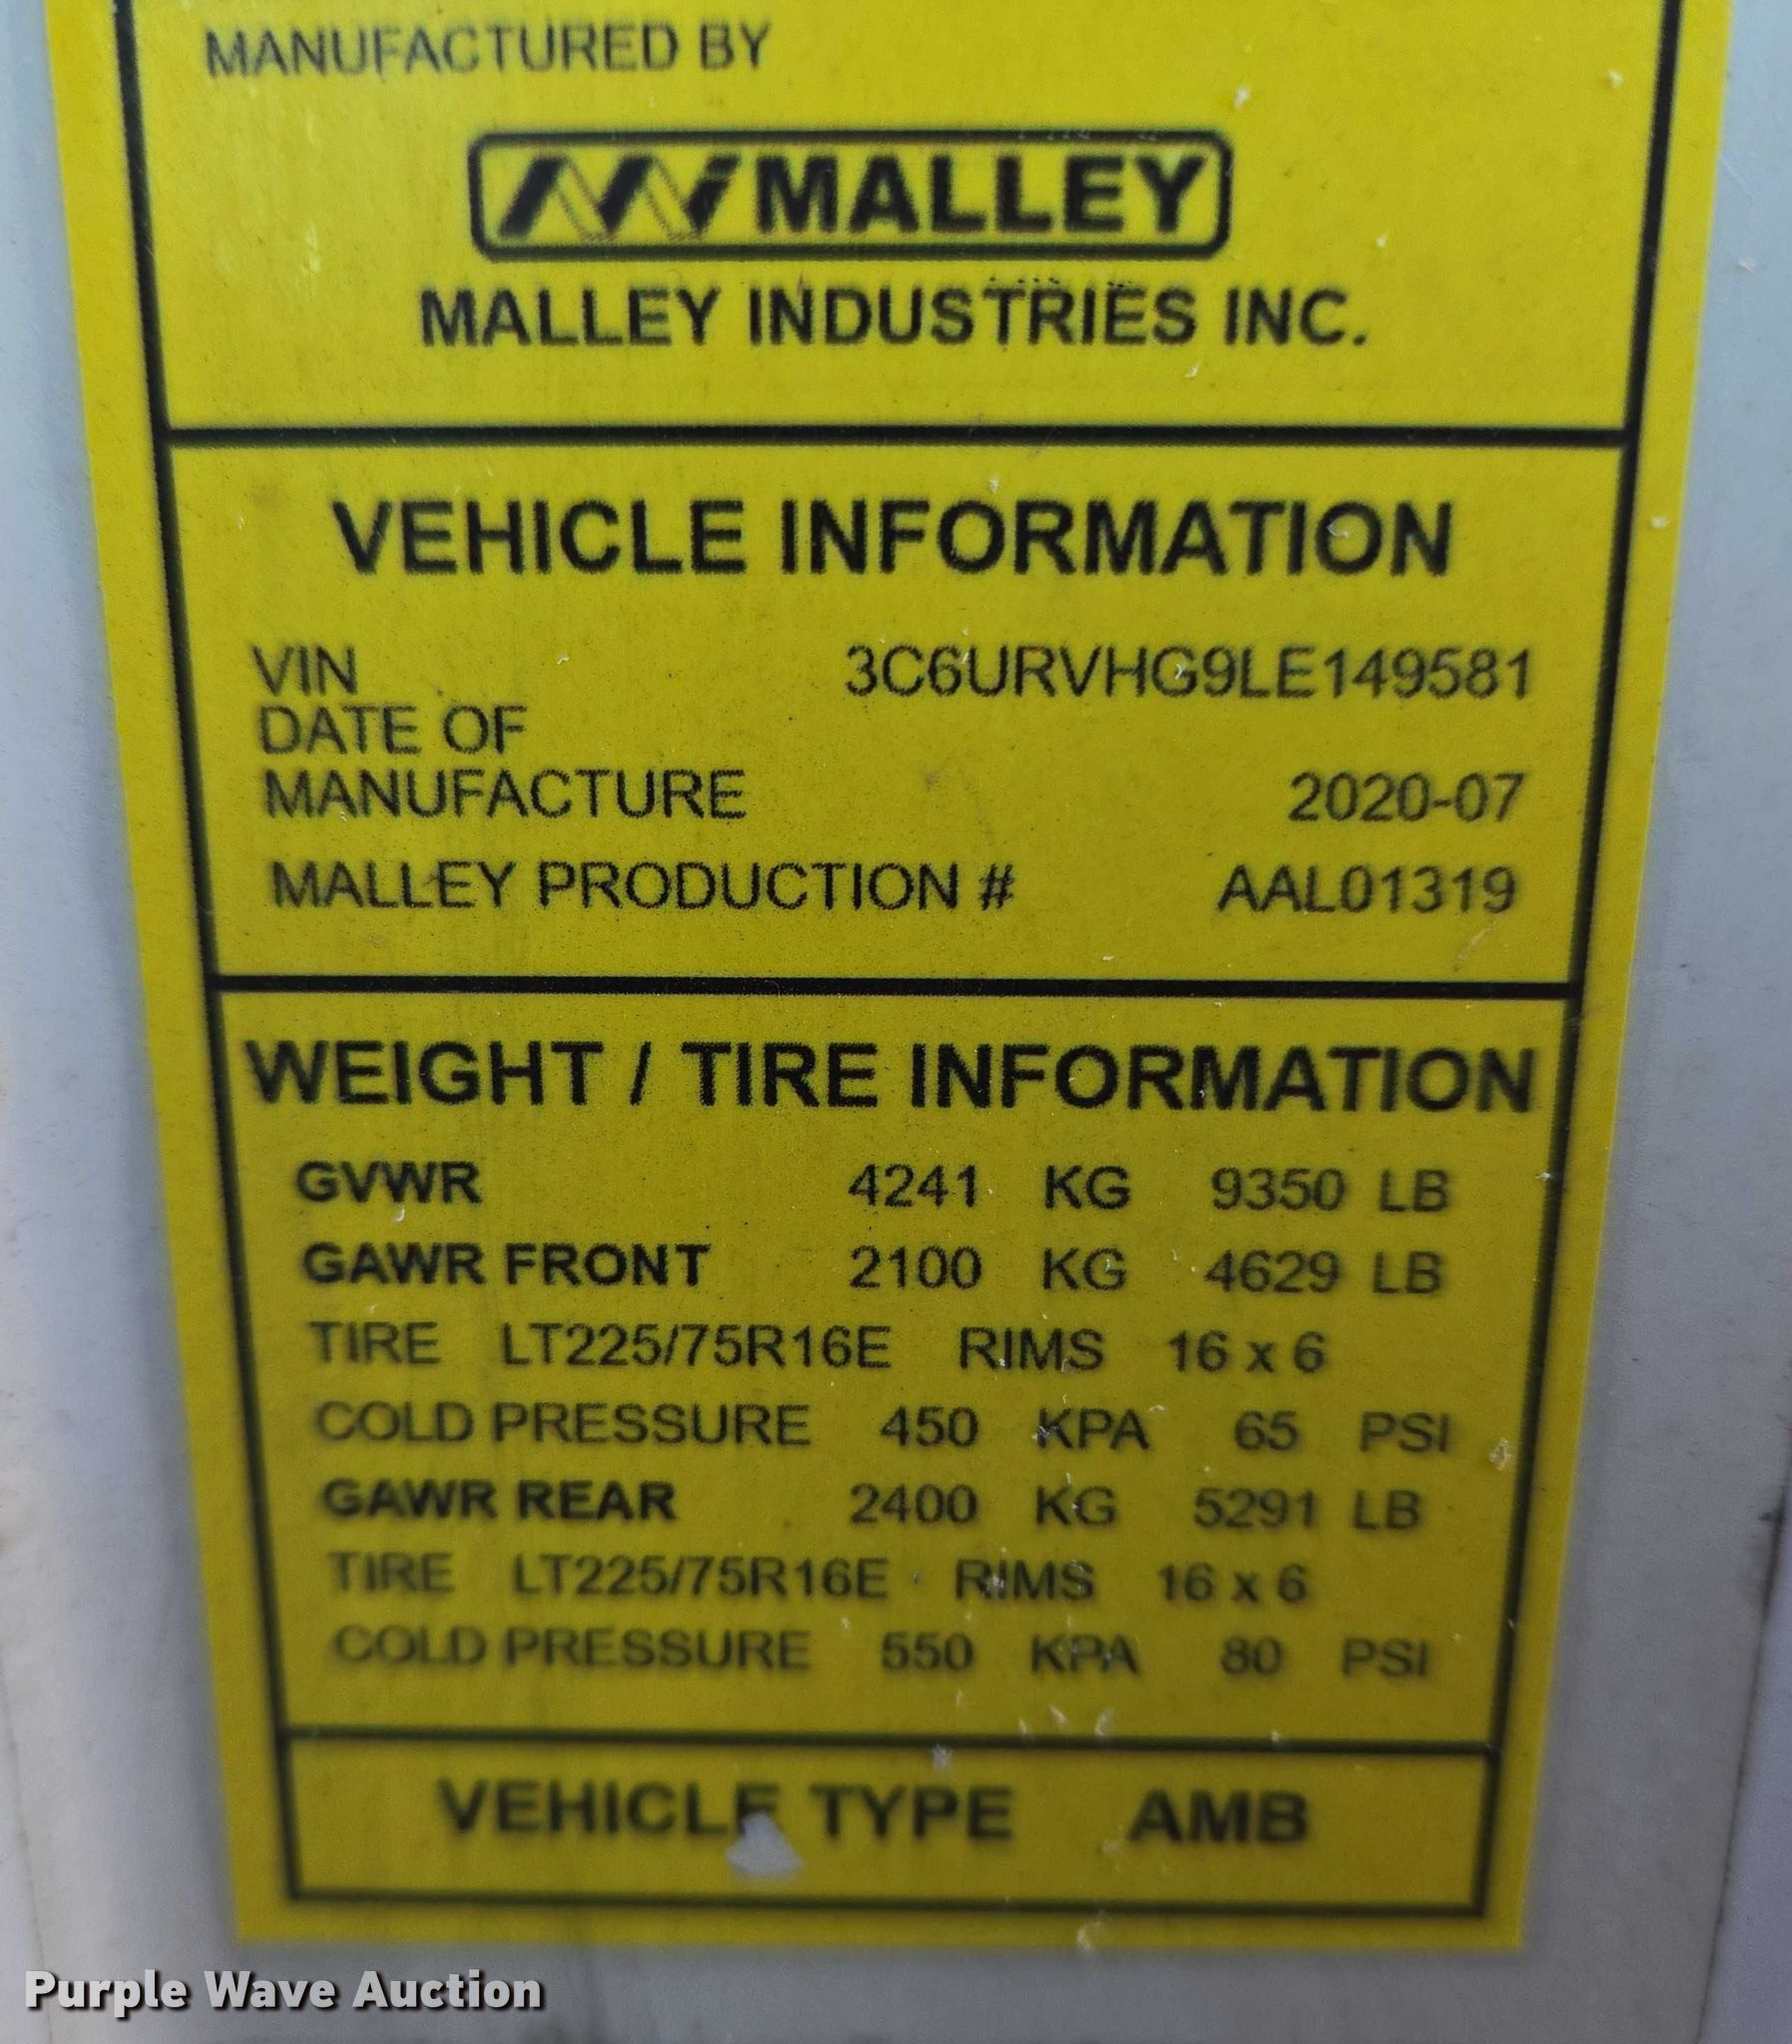 MANUFACTURED BY
MALLEY
MALLEY INDUSTRIES INC.
VEHICLE INFORMATION
VIN 3C6URVHG9LE149581
DATE OF
MANUFACTURE 2020-07
MALLEY PRODUCTION # AAL01319
WEIGHT / TIRE INFORMATION
GVWR 4241 KG 9350 LB
GAWR FRONT 2100 KG 4629 LB
TIRE LT225/75R16E RIMS 16 x 6
COLD PRESSURE 450 KPA 65 PSI
GAWR REAR 2400 KG 5291 LB
TIRE LT225/75R16E RIMS 16 x 6
COLD PRESSURE 550 KPA 80 PSI
VEHICLE TYPE AMB
Purple Wave Auction